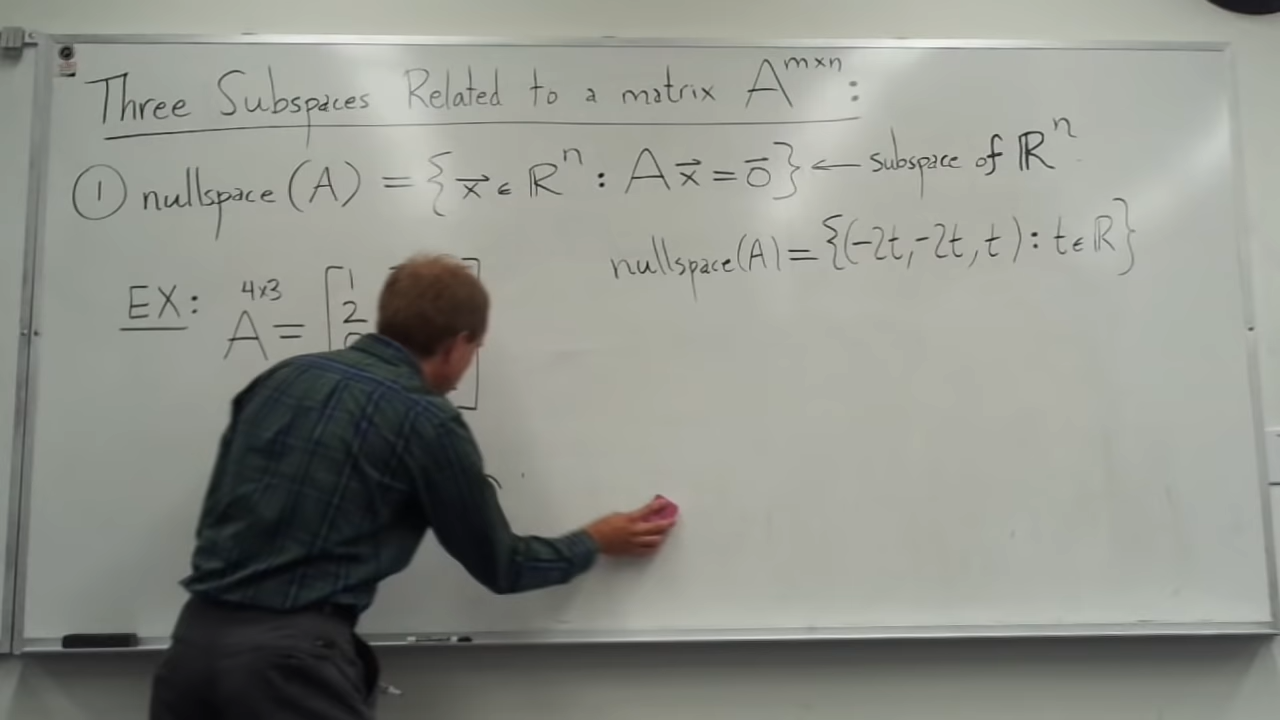 Three Subspaces Related to a matrix A^{m×n}:
① nullspace(A) = {x⃗ ∈ ℝ^n : Ax⃗ = 0⃗} ← subspace of ℝ^n
nullspace(A) = {(-2t, -2t, t) : t ∈ ℝ}
EX: 4×3
A = [1
2